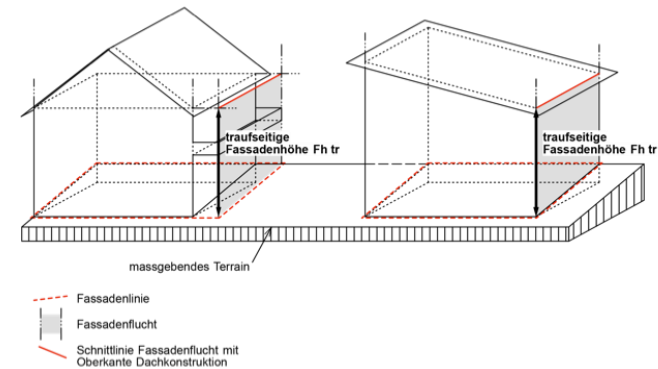 traufseitige
Fassadenhöhe Fh tr
traufseitige
Fassadenhöhe Fh tr
massgebendes Terrain
Fassadenlinie
Fassadenflucht
Schnittlinie Fassadenflucht mit
Oberkante Dachkonstruktion